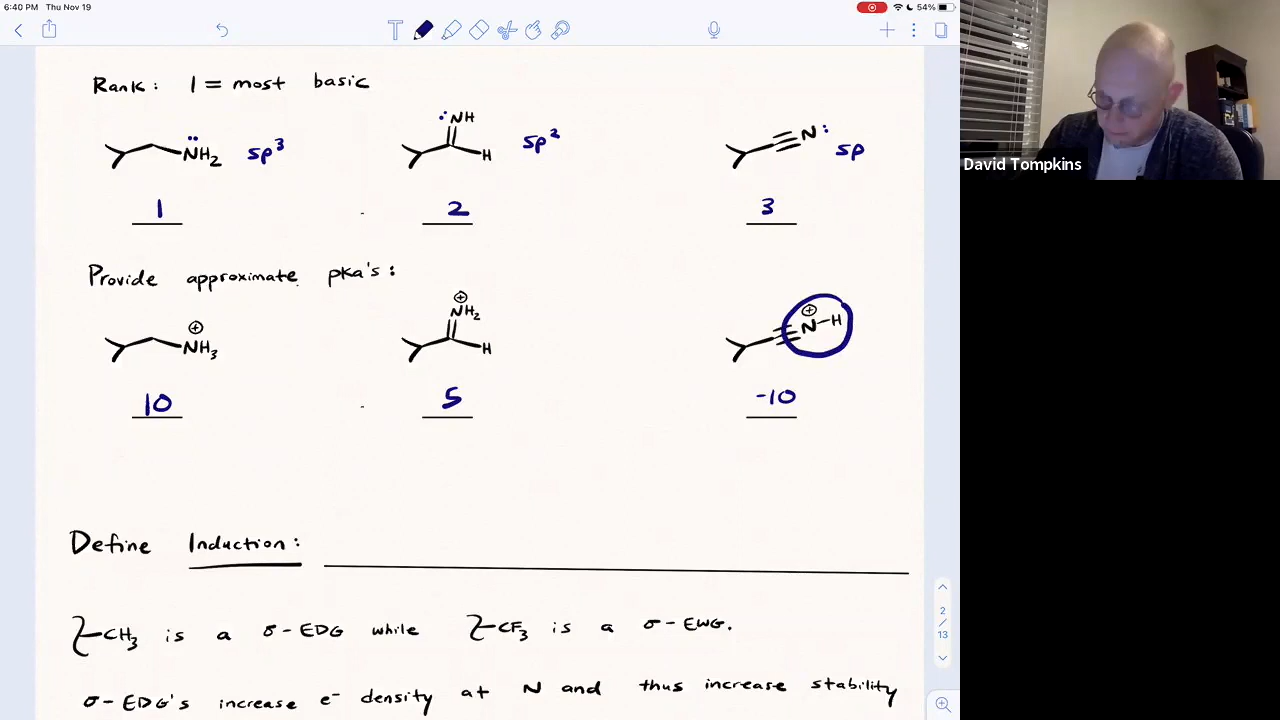 6:40 PM Thu Nov 19
54%
T
David Tompkins
Rank: 1 = most basic
NH2 sp3
NH H sp2
N sp
1 2 3
Provide approximate pka's:
NH3
NH2 H
N-H
10 5 -10
Define Induction:
CH3 is a σ-EDG while CF3 is a σ-EWG.
σ-EDG's increase e- density at N and thus increase stability
2
/
13